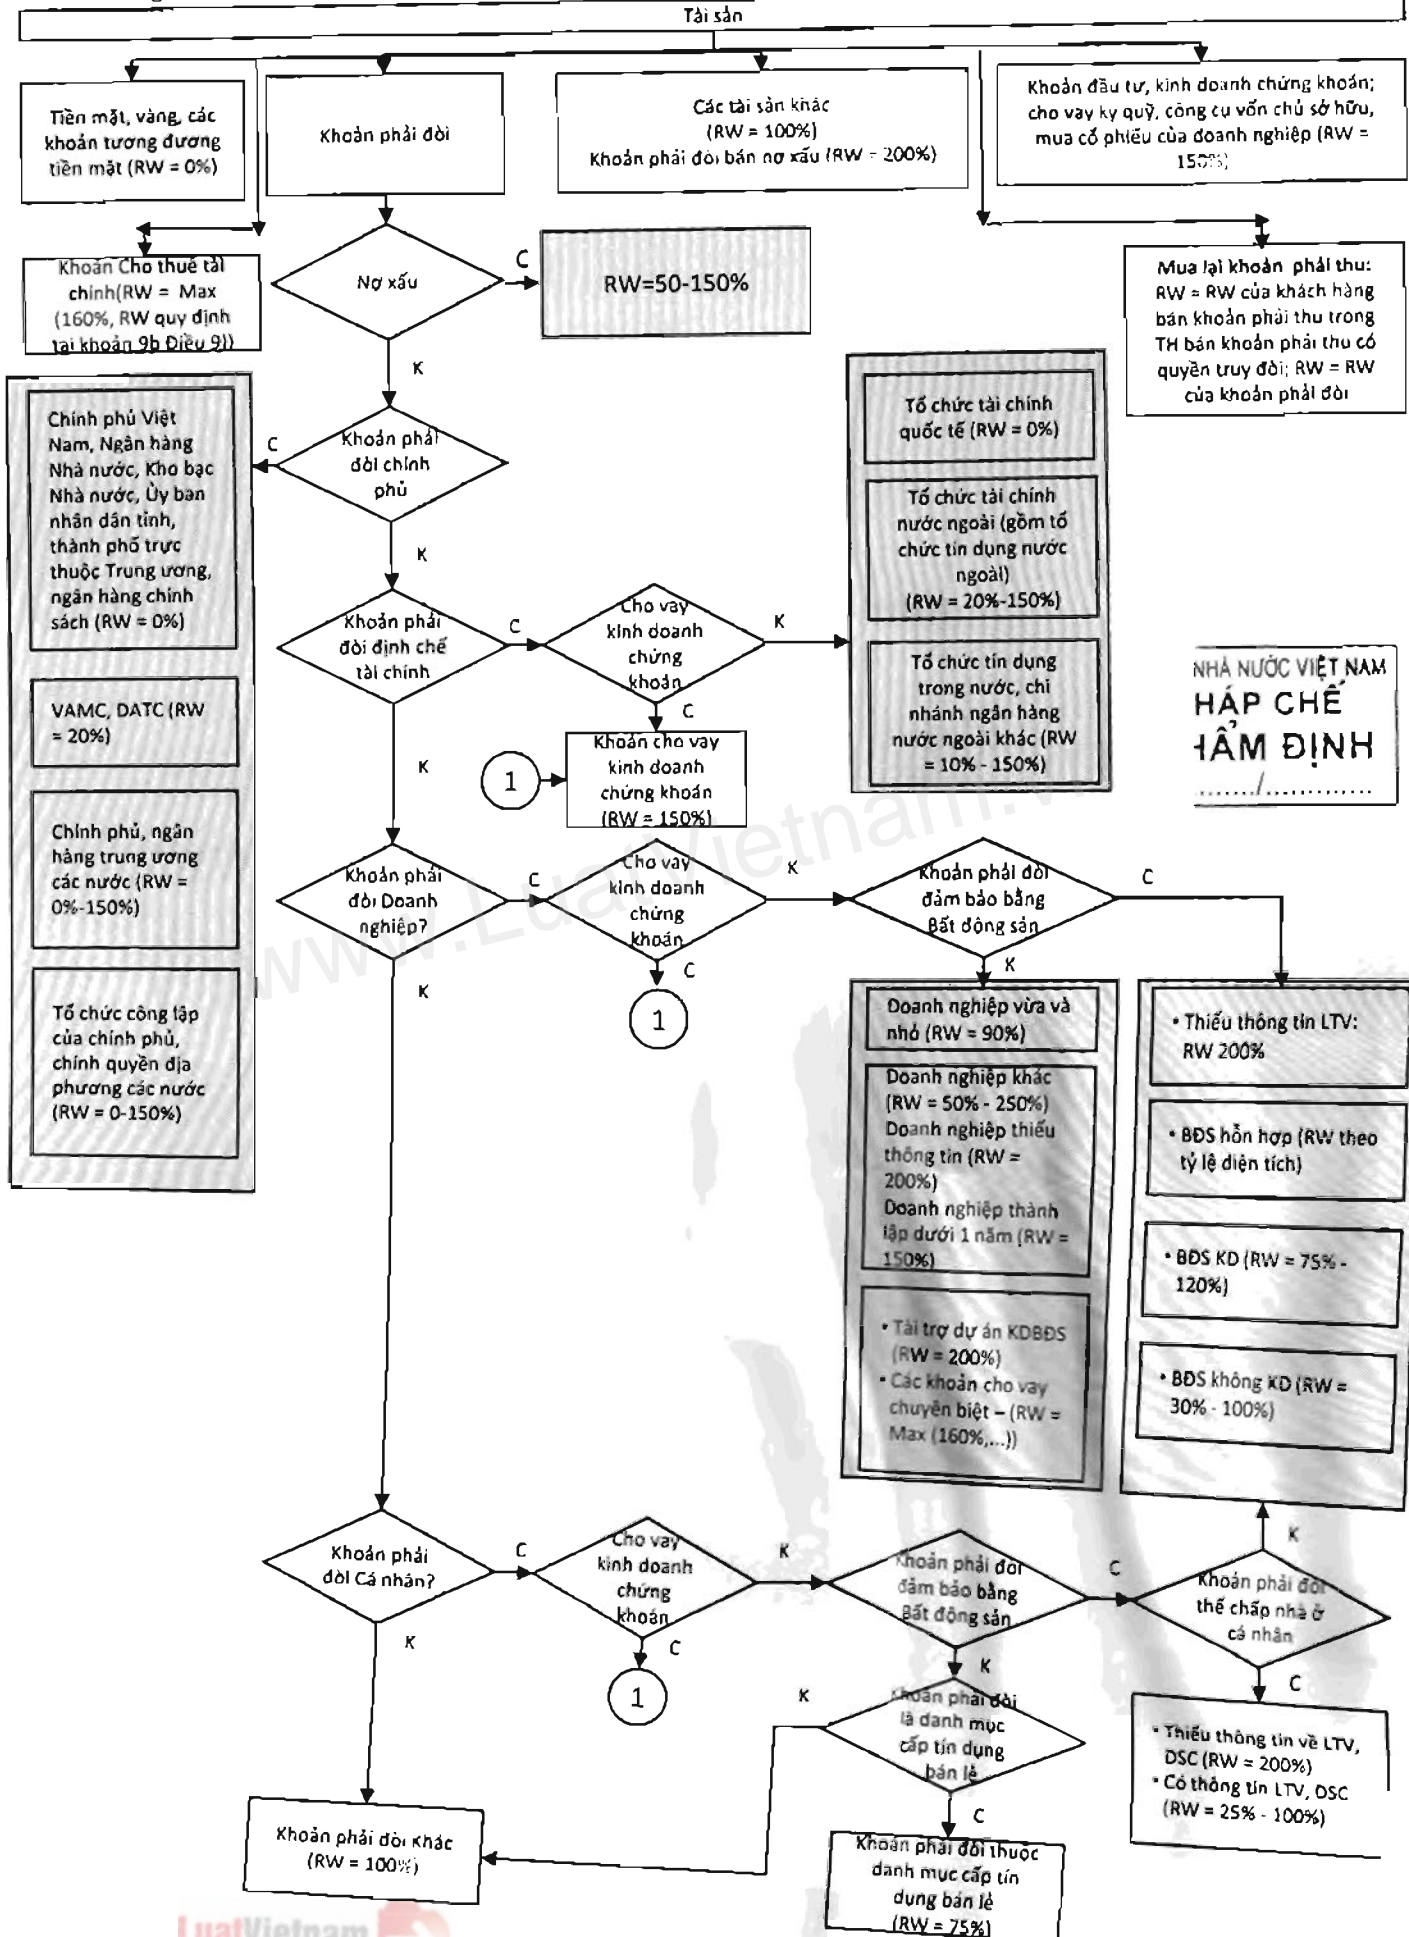 Tài sản
Tiền mặt, vàng, các
khoản tương đương
tiền mặt (RW = 0%)
Khoản phải đòi
Các tài sản khác
(RW = 100%)
Khoản phải đòi bán nợ xấu (RW = 200%)
Khoản đầu tư, kinh doanh chứng khoán;
cho vay ký quỹ, công cụ vốn chủ sở hữu,
mua cổ phiếu của doanh nghiệp (RW =
150%)
Khoản Cho thuê tài
chính(RW = Max
(160%, RW quy định
tại khoản 9b Điều 9))
Nợ xấu
C
RW=50-150%
Mua lại khoản phải thu:
RW = RW của khách hàng
bán khoản phải thu trong
TH bán khoản phải thu có
quyền truy đòi; RW = RW
của khoản phải đòi
K
Chính phủ Việt
Nam, Ngân hàng
Nhà nước, Kho bạc
Nhà nước, Ủy ban
nhân dân tỉnh,
thành phố trực
thuộc Trung ương,
ngân hàng chính
sách (RW = 0%)
VAMC, DATC (RW
= 20%)
Chính phủ, ngân
hàng trung ương
các nước (RW =
0%-150%)
Tổ chức công lập
của chính phủ,
chính quyền địa
phương các nước
(RW = 0-150%)
C
Khoản phải
đòi chính
phủ
K
Tổ chức tài chính
quốc tế (RW = 0%)
Tổ chức tài chính
nước ngoài (gồm tổ
chức tín dụng nước
ngoài)
(RW = 20%-150%)
Tổ chức tín dụng
trong nước, chi
nhánh ngân hàng
nước ngoài khác (RW
= 10% - 150%)
Khoản phải
đòi định chế
tài chính
C
Cho vay
kinh doanh
chứng
khoán
K
C
NHÀ NƯỚC VIỆT NAM
HÁP CHẾ
HẨM ĐỊNH
......../...............
K
1
Khoản cho vay
kinh doanh
chứng khoán
(RW = 150%)
www.LuatVietnam.v
Khoản phải
đòi Doanh
nghiệp?
C
Cho vay
kinh doanh
chứng
khoán
K
Khoản phải đòi
đảm bảo bằng
Bất động sản
C
K
C
1
K
Doanh nghiệp vừa và
nhỏ (RW = 90%)
Doanh nghiệp khác
(RW = 50% - 250%)
Doanh nghiệp thiếu
thông tin (RW =
200%)
Doanh nghiệp thành
lập dưới 1 năm (RW =
150%)
• Tài trợ dự án KDBĐS
(RW = 200%)
• Các khoản cho vay
chuyên biệt – (RW =
Max (160%,...))
• Thiếu thông tin LTV:
RW 200%
• BĐS hỗn hợp (RW theo
tỷ lệ diện tích)
• BĐS KD (RW = 75% -
120%)
• BĐS không KD (RW =
30% - 100%)
Khoản phải
đòi Cá nhân?
C
Cho vay
kinh doanh
chứng
khoán
K
Khoản phải đòi
đảm bảo bằng
Bất động sản
C
K
Khoản phải đòi
thế chấp nhà ở
cá nhân
K
C
1
K
C
K
Khoản phải đòi
là danh mục
cấp tín dụng
bán lẻ
• Thiếu thông tin về LTV,
DSC (RW = 200%)
• Có thông tin LTV, DSC
(RW = 25% - 100%)
C
Khoản phải đòi Khác
(RW = 100%)
Khoản phải đòi thuộc
danh mục cấp tín
dụng bán lẻ
(RW = 75%)
LuatVietnam